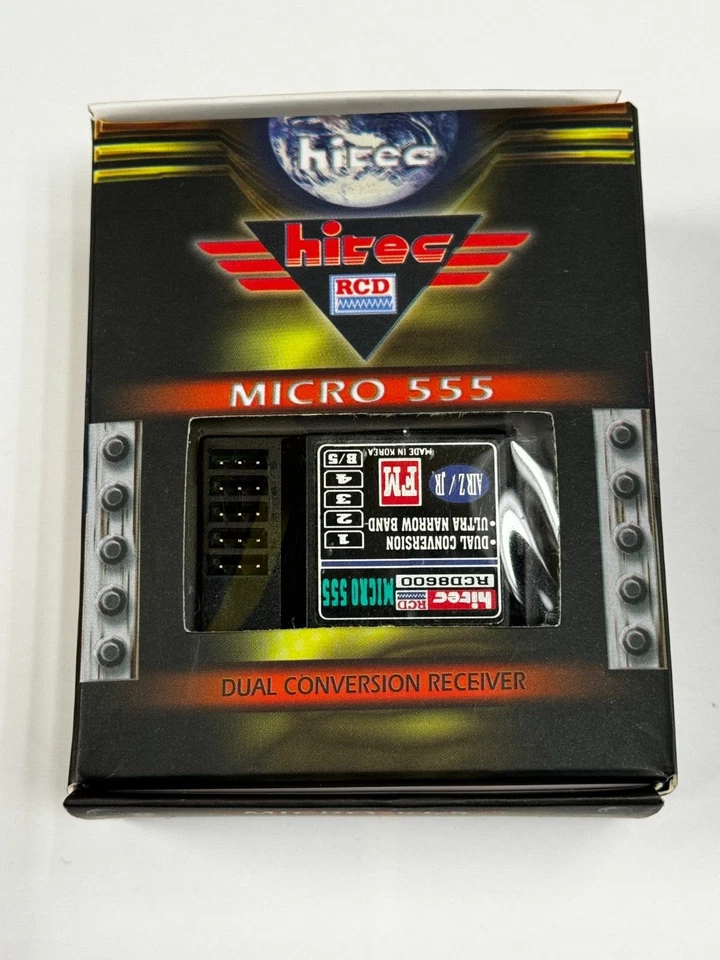 hitec
hitec
RCD
MICRO 555
hitec RCD MICRO 555
RCD8600
1
2
3
4
B/5
• DUAL CONVERSION
• ULTRA NARROW BAND
FM
AIR Z / JR
MADE IN KOREA
DUAL CONVERSION RECEIVER